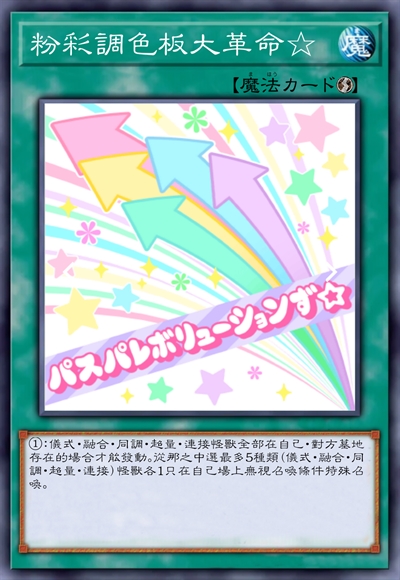 粉彩調色板大革命☆
魔
【魔法カード】
まほう
パスパレボリューションず☆
①:儀式・融合・同調・超量・連接怪獸全部在自己・對方墓地
存在的場合才能發動。從那之中選最多5種類(儀式・融合・同
調・超量・連接)怪獸各1只在自己場上無視召喚條件特殊召
喚。